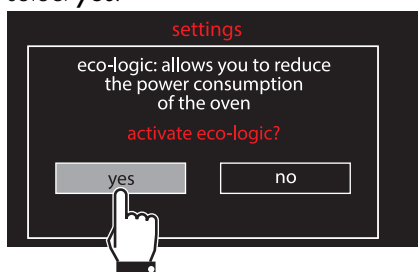 select yes.
settings
eco-logic: allows you to reduce
the power consumption
of the oven
activate eco-logic?
yes
no